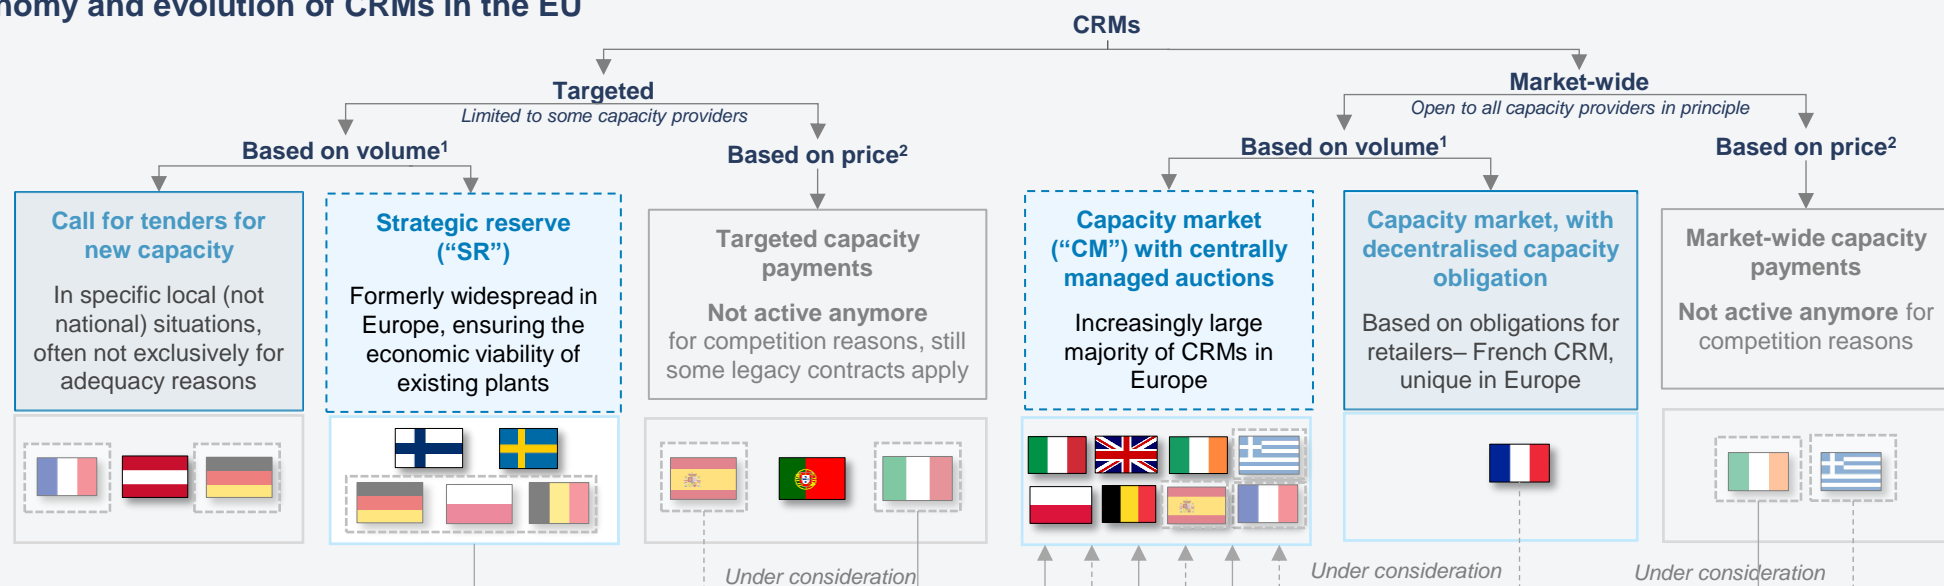 nomy and evolution of CRMs in the EU
CRMs
Targeted
Limited to some capacity providers
Market-wide
Open to all capacity providers in principle
Based on volume¹
Based on price²
Based on volume¹
Based on price²
Call for tenders for
new capacity
In specific local (not
national) situations,
often not exclusively for
adequacy reasons
Strategic reserve
(“SR”)
Formerly widespread in
Europe, ensuring the
economic viability of
existing plants
Targeted capacity
payments
Not active anymore
for competition reasons, still
some legacy contracts apply
Capacity market
(“CM”) with centrally
managed auctions
Increasingly large
majority of CRMs in
Europe
Capacity market, with
decentralised capacity
obligation
Based on obligations for
retailers– French CRM,
unique in Europe
Market-wide capacity
payments
Not active anymore for
competition reasons
Under consideration
Under consideration
Under consideration